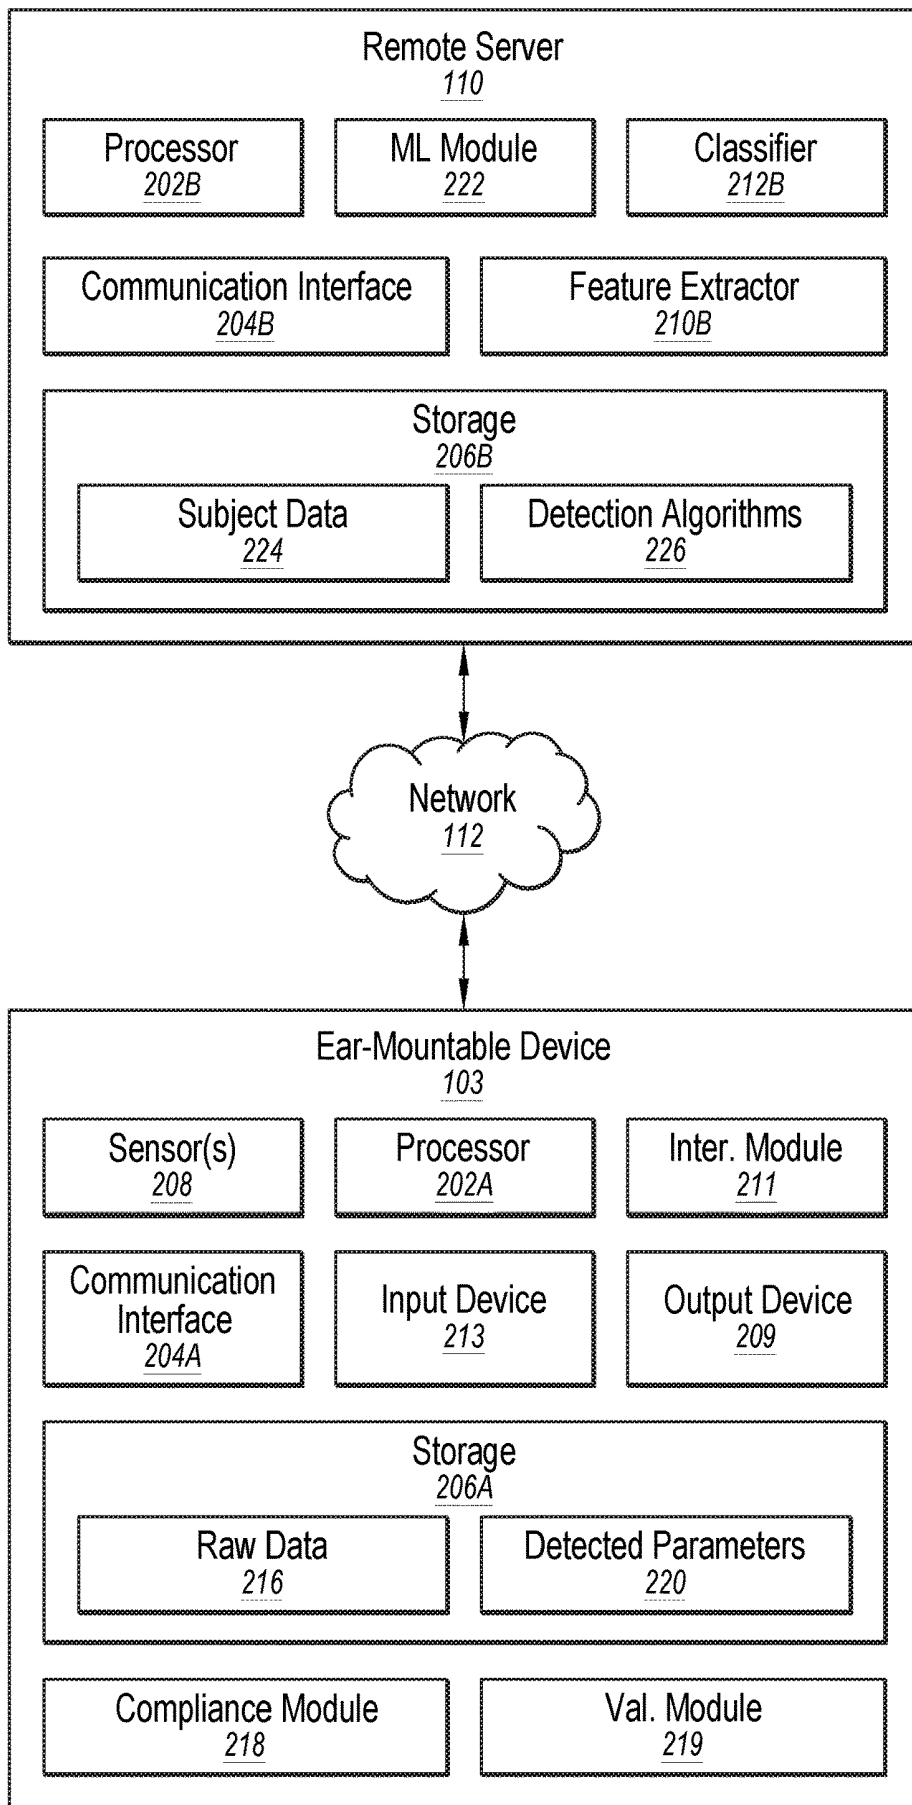 Remote Server
110
Processor
202B
ML Module
222
Classifier
212B
Communication Interface
204B
Feature Extractor
210B
Storage
206B
Subject Data
224
Detection Algorithms
226
Network
112
Ear-Mountable Device
103
Sensor(s)
208
Processor
202A
Inter. Module
211
Communication
Interface
204A
Input Device
213
Output Device
209
Storage
206A
Raw Data
216
Detected Parameters
220
Compliance Module
218
Val. Module
219